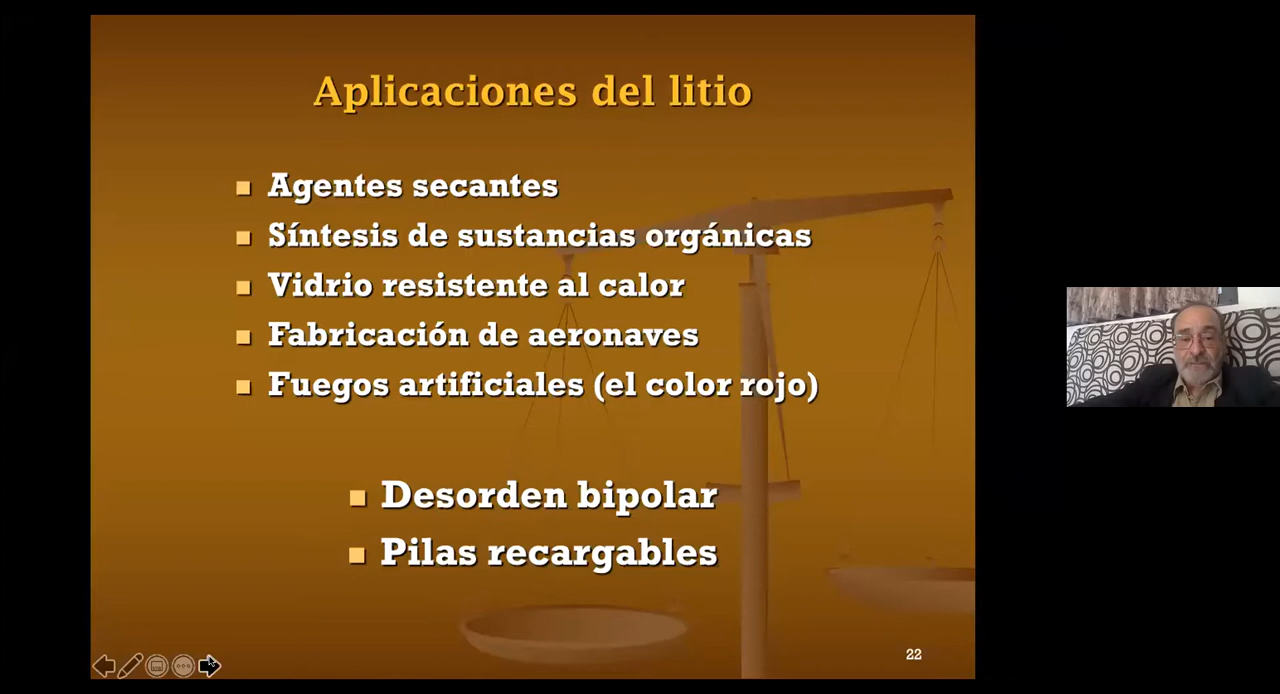 Aplicaciones del litio
Agentes secantes
Síntesis de sustancias orgánicas
Vidrio resistente al calor
Fabricación de aeronaves
Fuegos artificiales (el color rojo)
Desorden bipolar
Pilas recargables
22